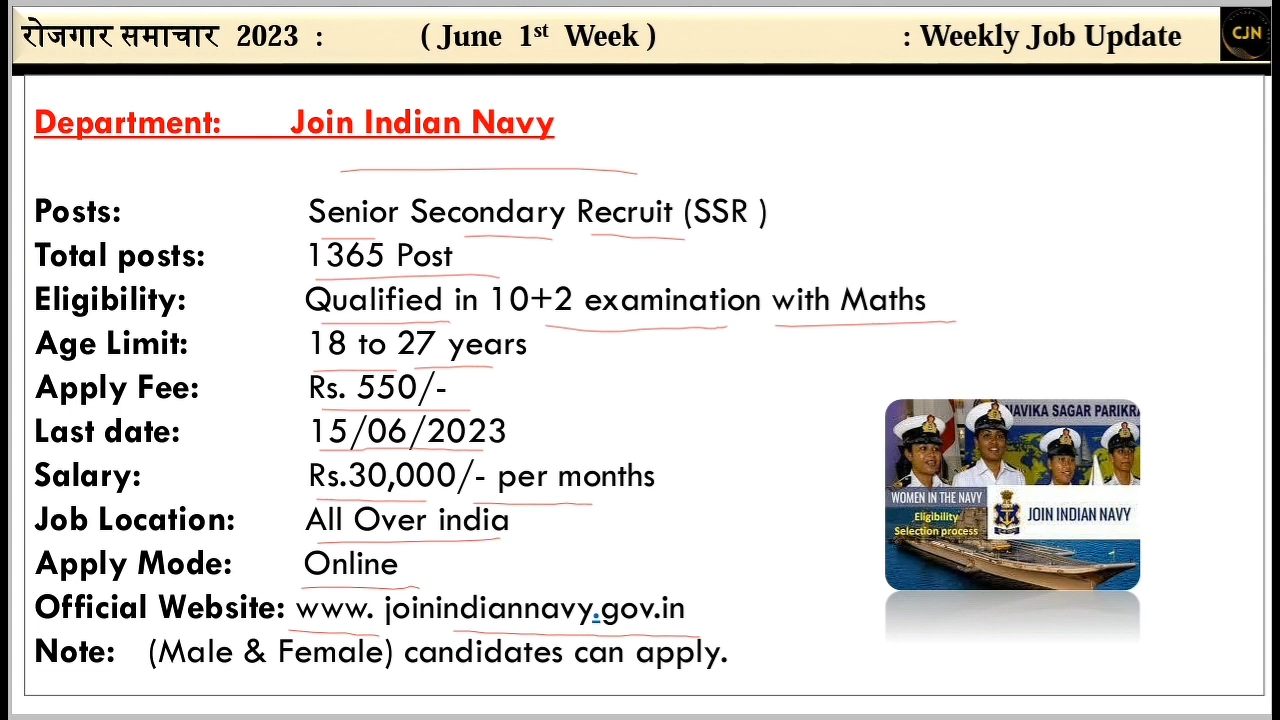 रोजगार समाचार 2023 : ( June 1st Week ) : Weekly Job Update
CJN
Department: Join Indian Navy
Posts: Senior Secondary Recruit (SSR )
Total posts: 1365 Post
Eligibility: Qualified in 10+2 examination with Maths
Age Limit: 18 to 27 years
Apply Fee: Rs. 550/-
Last date: 15/06/2023
Salary: Rs.30,000/- per months
Job Location: All Over india
Apply Mode: Online
Official Website: www. joinindiannavy.gov.in
Note: (Male & Female) candidates can apply.
NAVIKA SAGAR PARIKRA
WOMEN IN THE NAVY
Eligibility
Selection process
JOIN INDIAN NAVY